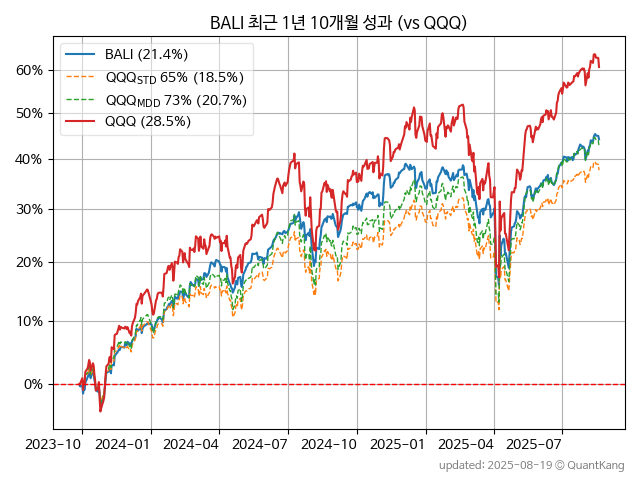 BALI 최근 1년 10개월 성과 (vs QQQ)
BALI (21.4%)
QQQSTD 65% (18.5%)
QQQMDD 73% (20.7%)
QQQ (28.5%)
60%
50%
40%
30%
20%
10%
0%
2023-10 2024-01 2024-04 2024-07 2024-10 2025-01 2025-04 2025-07
updated: 2025-08-19 © QuantKang